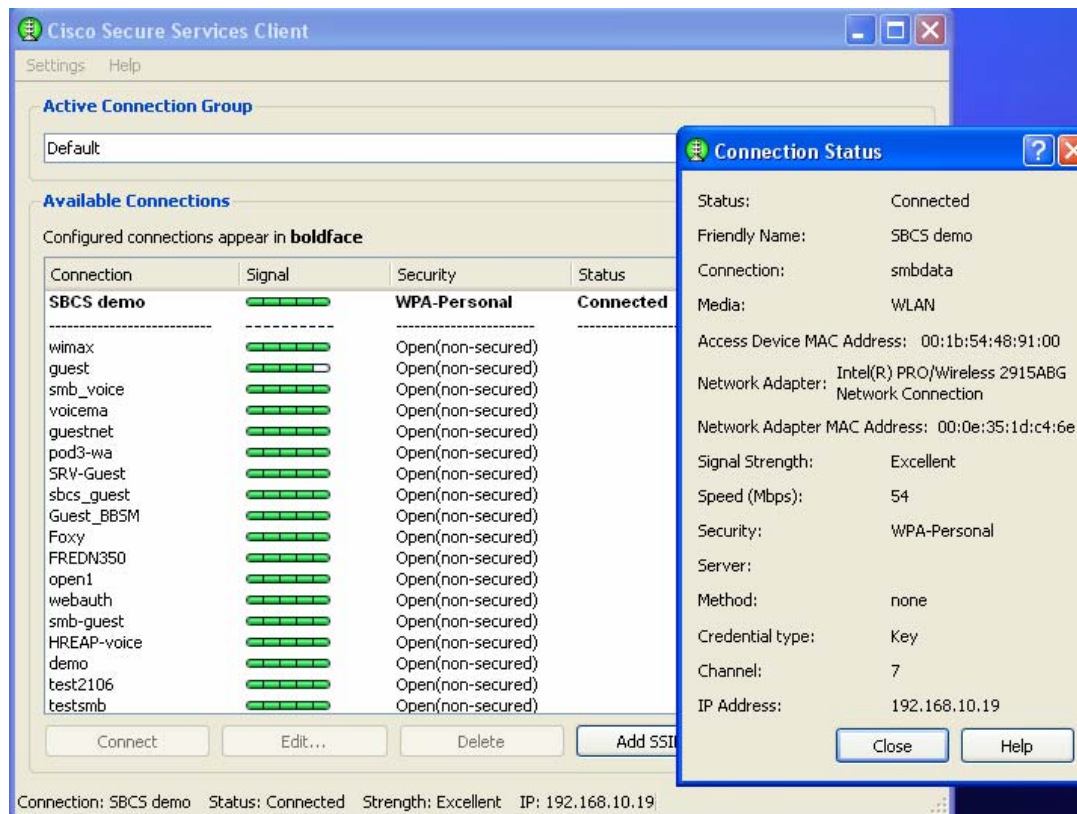 Cisco Secure Services Client
Settings Help
Active Connection Group
Default
Available Connections
Configured connections appear in boldface
Connection Signal Security Status
SBCS demo WPA-Personal Connected
wimax Open(non-secured)
guest Open(non-secured)
smb_voice Open(non-secured)
voicema Open(non-secured)
guestnet Open(non-secured)
pod3-wa Open(non-secured)
SRV-Guest Open(non-secured)
sbcs_guest Open(non-secured)
Guest_BBSM Open(non-secured)
Foxy Open(non-secured)
FREDN350 Open(non-secured)
open1 Open(non-secured)
webauth Open(non-secured)
smb-guest Open(non-secured)
HREAP-voice Open(non-secured)
demo Open(non-secured)
test2106 Open(non-secured)
testsmb Open(non-secured)
Connect Edit... Delete Add SSI
Connection: SBCS demo Status: Connected Strength: Excellent IP: 192.168.10.19
Connection Status
Status: Connected
Friendly Name: SBCS demo
Connection: smbdata
Media: WLAN
Access Device MAC Address: 00:1b:54:48:91:00
Network Adapter: Intel(R) PRO/Wireless 2915ABG
Network Connection
Network Adapter MAC Address: 00:0e:35:1d:c4:6e
Signal Strength: Excellent
Speed (Mbps): 54
Security: WPA-Personal
Server:
Method: none
Credential type: Key
Channel: 7
IP Address: 192.168.10.19
Close Help